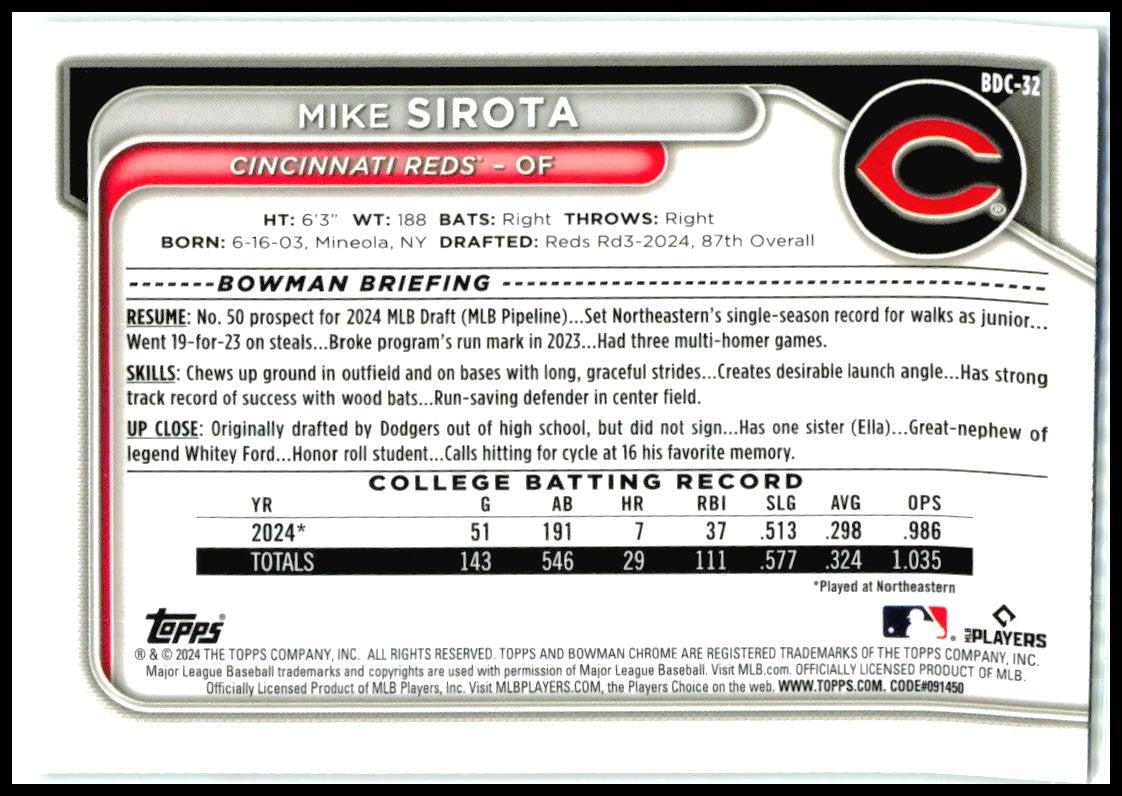 BDC-32
MIKE SIROTA
CINCINNATI REDS™ – OF
C®
HT: 6'3" WT: 188 BATS: Right THROWS: Right
BORN: 6-16-03, Mineola, NY DRAFTED: Reds Rd3-2024, 87th Overall
BOWMAN BRIEFING
RESUME: No. 50 prospect for 2024 MLB Draft (MLB Pipeline)...Set Northeastern's single-season record for walks as junior...
Went 19-for-23 on steals...Broke program's run mark in 2023...Had three multi-homer games.
SKILLS: Chews up ground in outfield and on bases with long, graceful strides...Creates desirable launch angle...Has strong
track record of success with wood bats...Run-saving defender in center field.
UP CLOSE: Originally drafted by Dodgers out of high school, but did not sign...Has one sister (Ella)...Great-nephew of
legend Whitey Ford...Honor roll student...Calls hitting for cycle at 16 his favorite memory.
COLLEGE BATTING RECORD
YR G AB HR RBI SLG AVG OPS
2024* 51 191 7 37 .513 .298 .986
TOTALS 143 546 29 111 .577 .324 1.035
*Played at Northeastern
Topps®
MLB PLAYERS
® & © 2024 THE TOPPS COMPANY, INC. ALL RIGHTS RESERVED. TOPPS AND BOWMAN CHROME ARE REGISTERED TRADEMARKS OF THE TOPPS COMPANY, INC.
Major League Baseball trademarks and copyrights are used with permission of Major League Baseball. Visit MLB.com. OFFICIALLY LICENSED PRODUCT OF MLB.
Officially Licensed Product of MLB Players, Inc. Visit MLBPLAYERS.COM, the Players Choice on the web. WWW.TOPPS.COM. CODE#091450